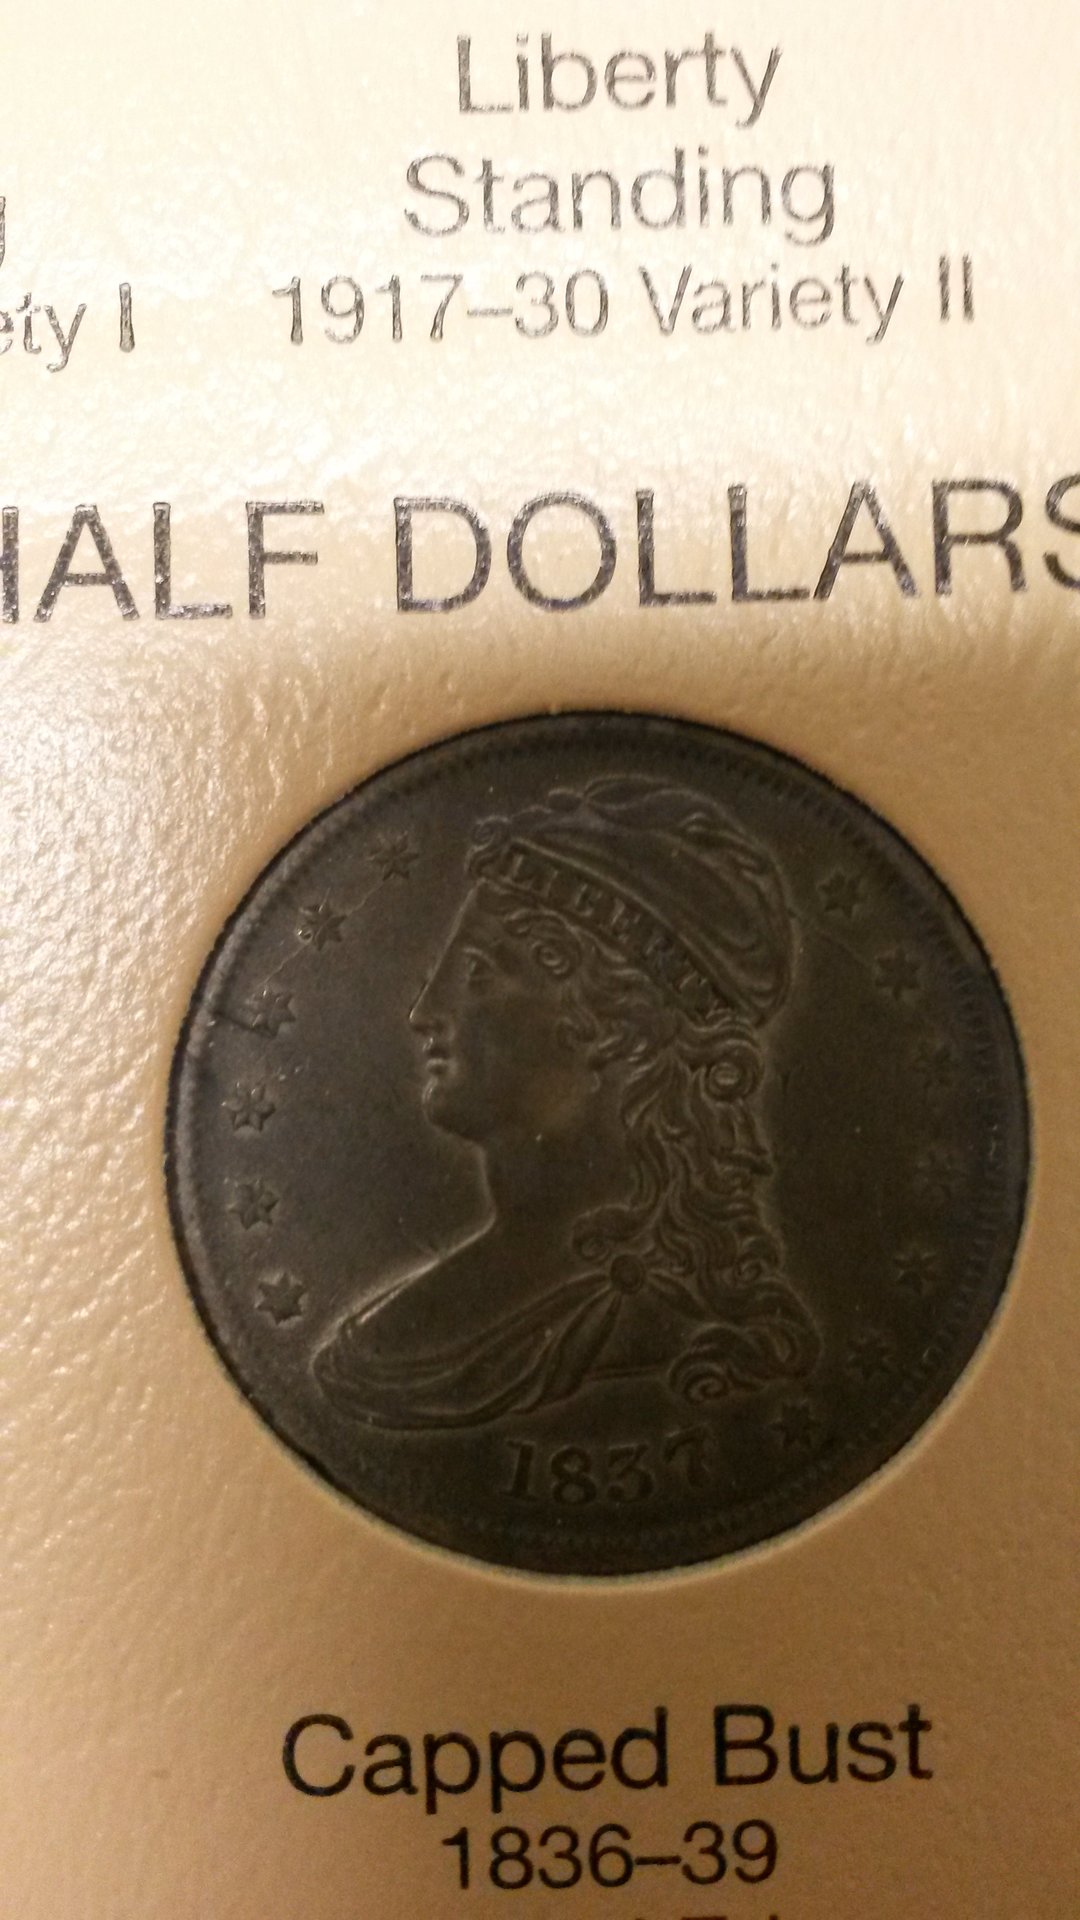 Liberty
Standing
ety I 1917–30 Variety II
HALF DOLLARS
LIBERTY
1837
Capped Bust
1836–39